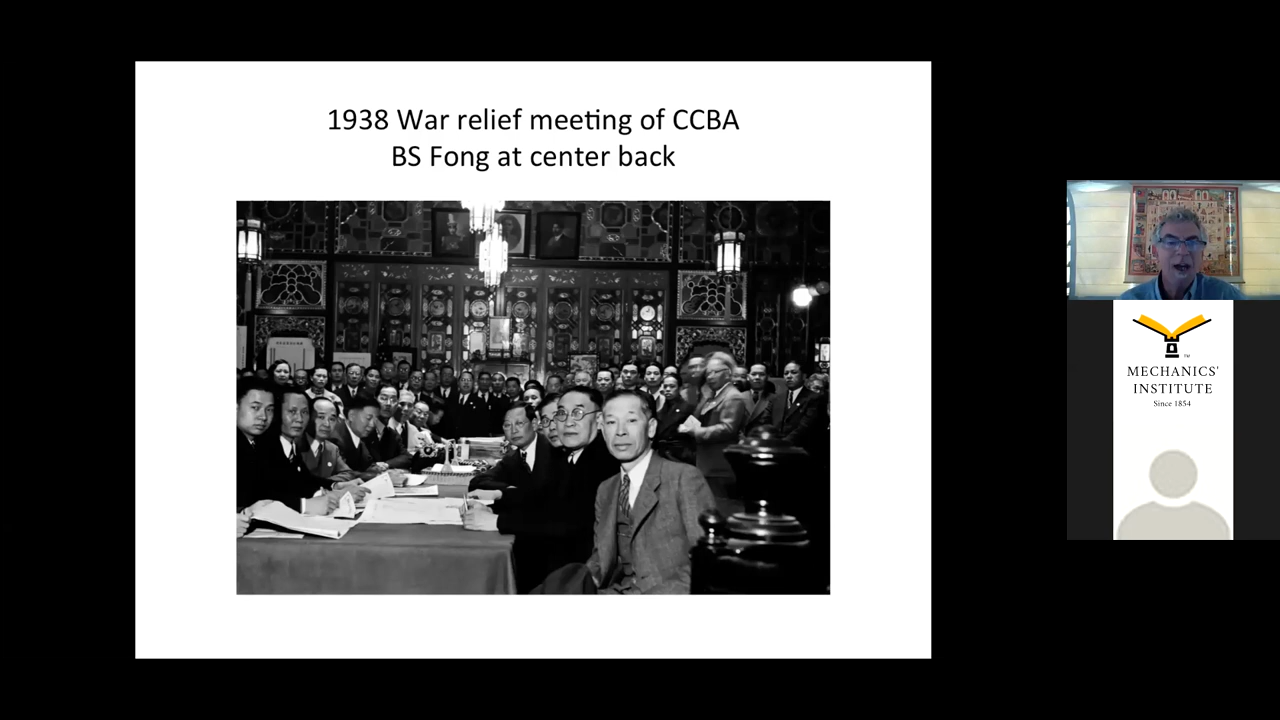 1938 War relief meeting of CCBA
BS Fong at center back
MECHANICS'
INSTITUTE
Since 1854